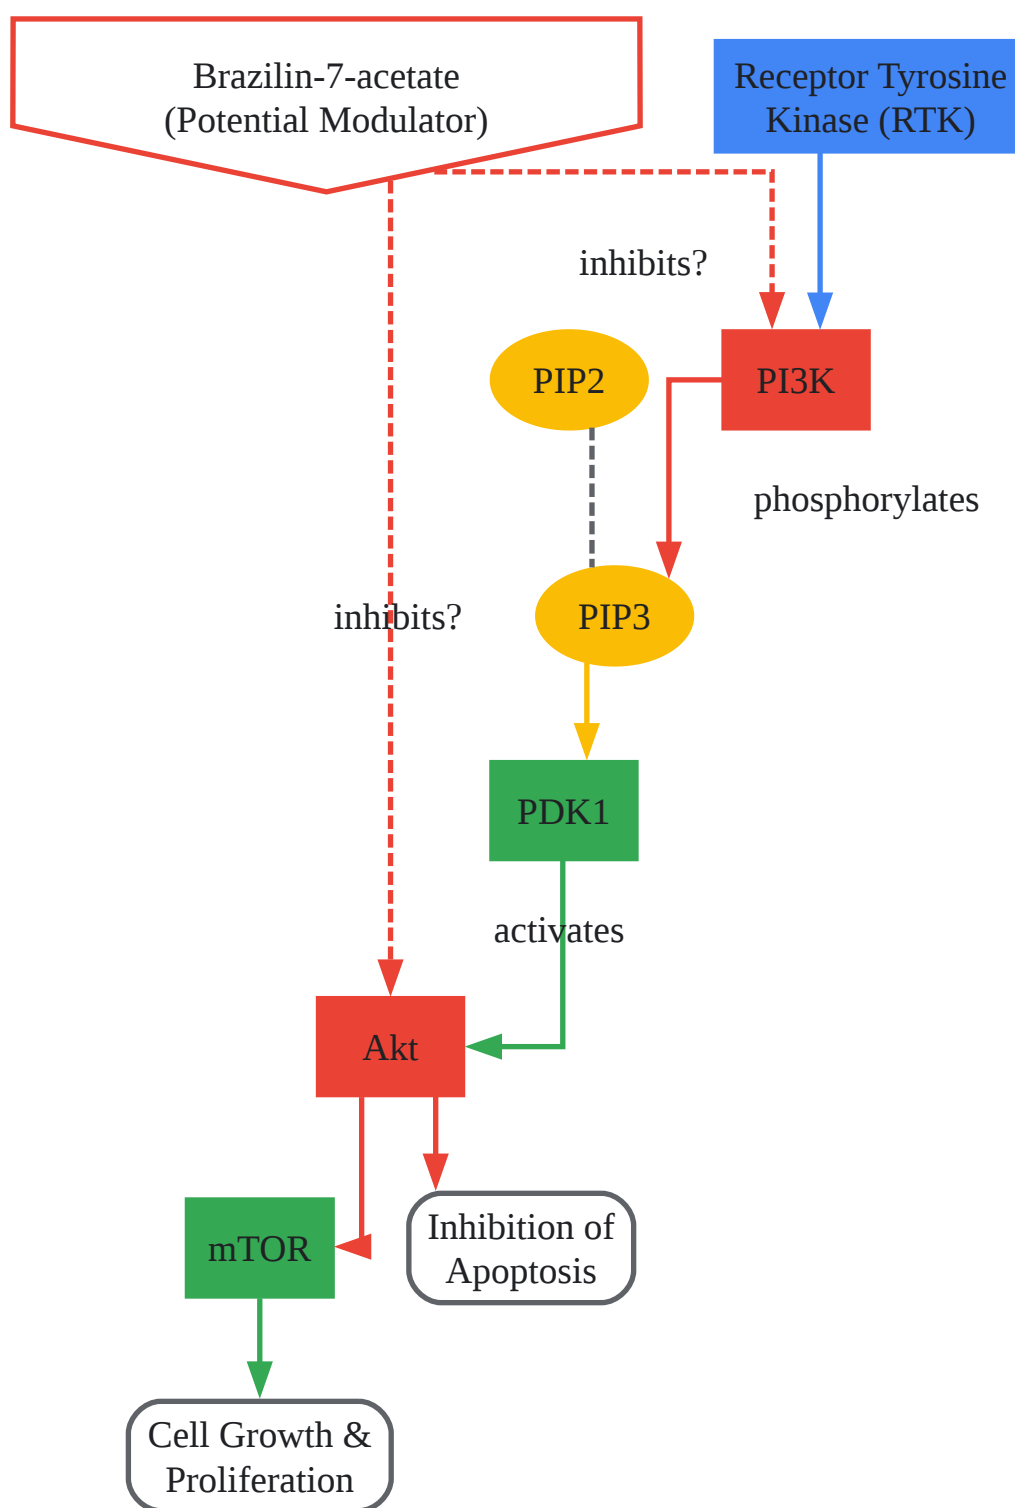 Brazilin-7-acetate
(Potential Modulator)
Receptor Tyrosine
Kinase (RTK)
inhibits?
PIP2
PI3K
phosphorylates
inhibits?
PIP3
PDK1
activates
Akt
mTOR
Inhibition of
Apoptosis
Cell Growth &
Proliferation